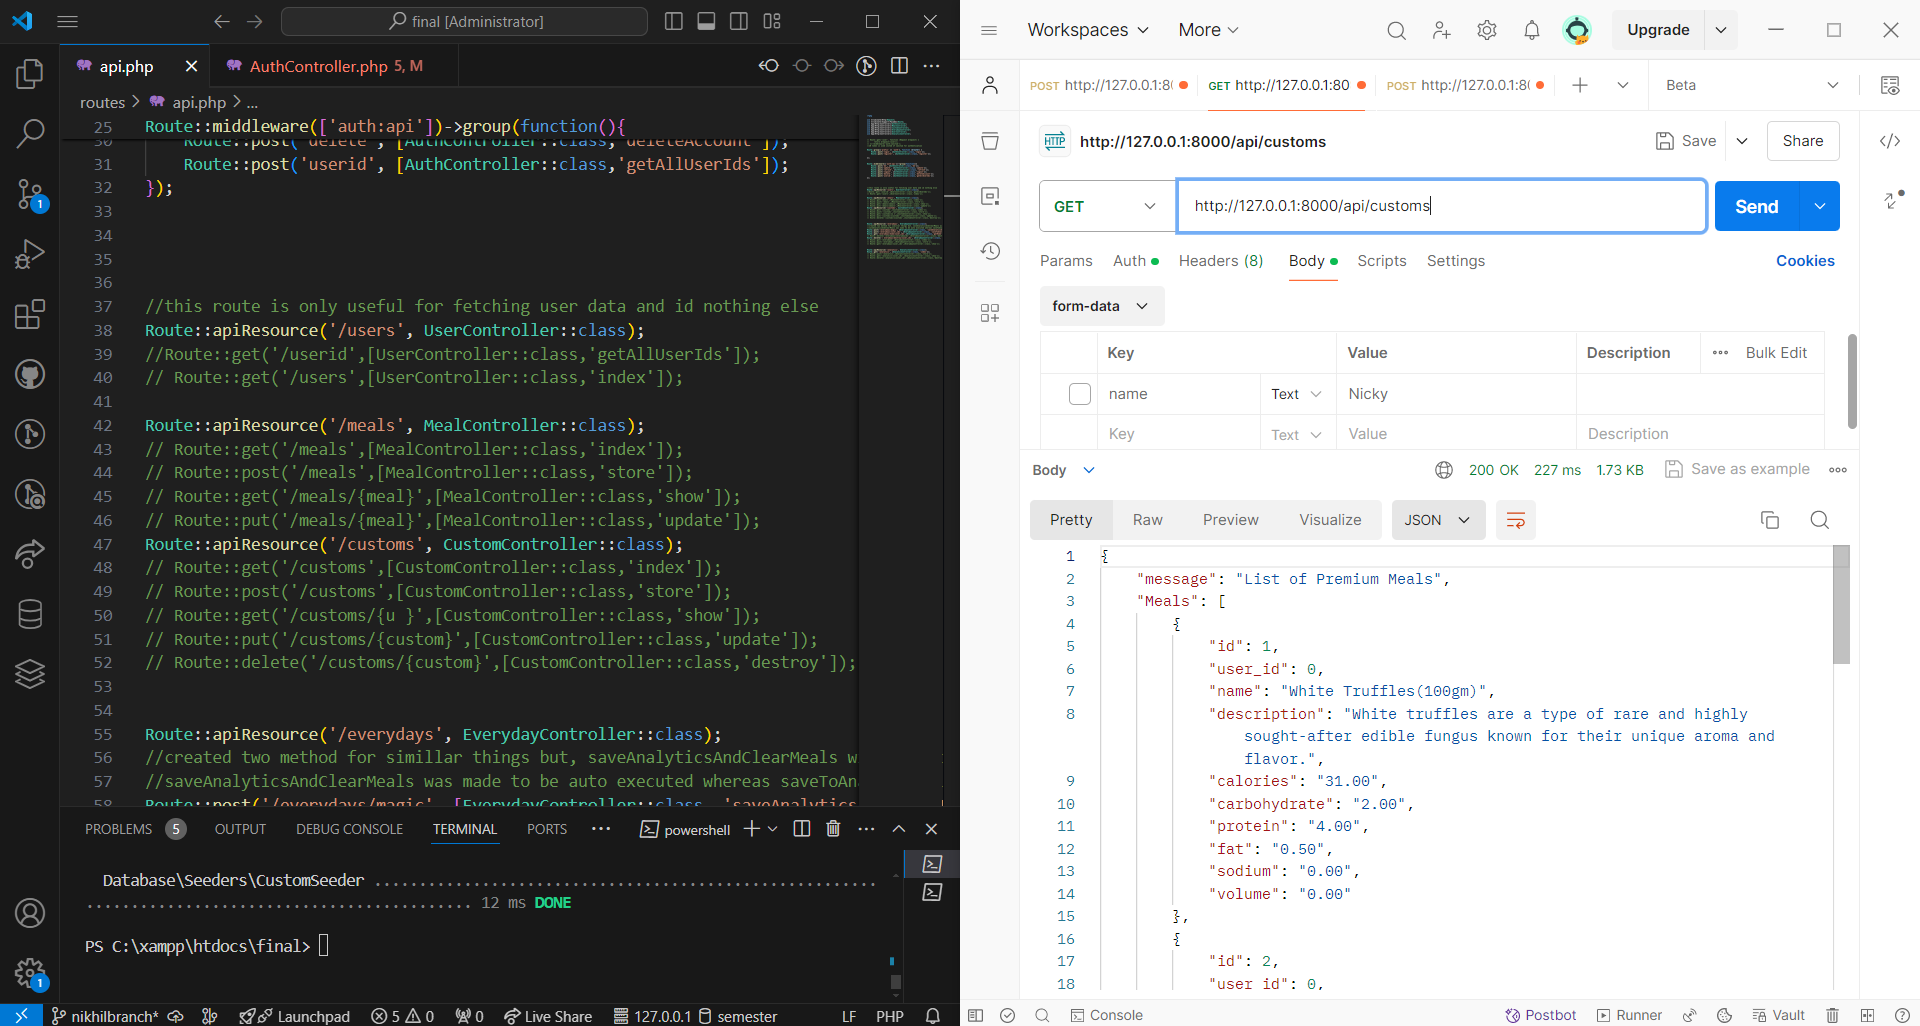 final [Administrator]
api.php
AuthController.php 5, M
routes > api.php > ...
25 Route::middleware(['auth:api'])->group(function(){
30 Route::post('delete', [AuthController::class,'deleteAccount']);
31 Route::post('userid', [AuthController::class,'getAllUserIds']);
32 });
33
34
35
36
37 //this route is only useful for fetching user data and id nothing else
38 Route::apiResource('/users', UserController::class);
39 //Route::get('/userid',[UserController::class,'getAllUserIds']);
40 // Route::get('/users',[UserController::class,'index']);
41
42 Route::apiResource('/meals', MealController::class);
43 // Route::get('/meals',[MealController::class,'index']);
44 // Route::post('/meals',[MealController::class,'store']);
45 // Route::get('/meals/{meal}',[MealController::class,'show']);
46 // Route::put('/meals/{meal}',[MealController::class,'update']);
47 Route::apiResource('/customs', CustomController::class);
48 // Route::get('/customs',[CustomController::class,'index']);
49 // Route::post('/customs',[CustomController::class,'store']);
50 // Route::get('/customs/{u }',[CustomController::class,'show']);
51 // Route::put('/customs/{custom}',[CustomController::class,'update']);
52 // Route::delete('/customs/{custom}',[CustomController::class,'destroy']);
53
54
55 Route::apiResource('/everydays', EverydayController::class);
56 //created two method for simillar things but, saveAnalyticsAndClearMeals w
57 //saveAnalyticsAndClearMeals was made to be auto executed whereas saveToAn
58 Route::post('/everydays/magic', [EverydayController::class, 'saveAnalytics
PROBLEMS 5 OUTPUT DEBUG CONSOLE TERMINAL PORTS ... powershell
Database\Seeders\CustomSeeder ........................................................
........................................... 12 ms DONE
PS C:\xampp\htdocs\final>
1
1
nikhilbranch* Launchpad 5 0 0 Live Share 127.0.0.1 semester LF PHP
Workspaces More Upgrade
POST http://127.0.0.1:80 GET http://127.0.0.1:80 POST http://127.0.0.1:80 Beta
HTTP http://127.0.0.1:8000/api/customs Save Share
GET http://127.0.0.1:8000/api/customs Send
Params Auth Headers (8) Body Scripts Settings Cookies
form-data
Key Value Description Bulk Edit
name Text Nicky
Key Text Value Description
Body 200 OK 227 ms 1.73 KB Save as example
Pretty Raw Preview Visualize JSON
1 {
2 "message": "List of Premium Meals",
3 "Meals": [
4 {
5 "id": 1,
6 "user_id": 0,
7 "name": "White Truffles(100gm)",
8 "description": "White truffles are a type of rare and highly
sought-after edible fungus known for their unique aroma and
flavor.",
9 "calories": "31.00",
10 "carbohydrate": "2.00",
11 "protein": "4.00",
12 "fat": "0.50",
13 "sodium": "0.00",
14 "volume": "0.00"
15 },
16 {
17 "id": 2,
18 "user_id": 0,
Console Postbot Runner Vault